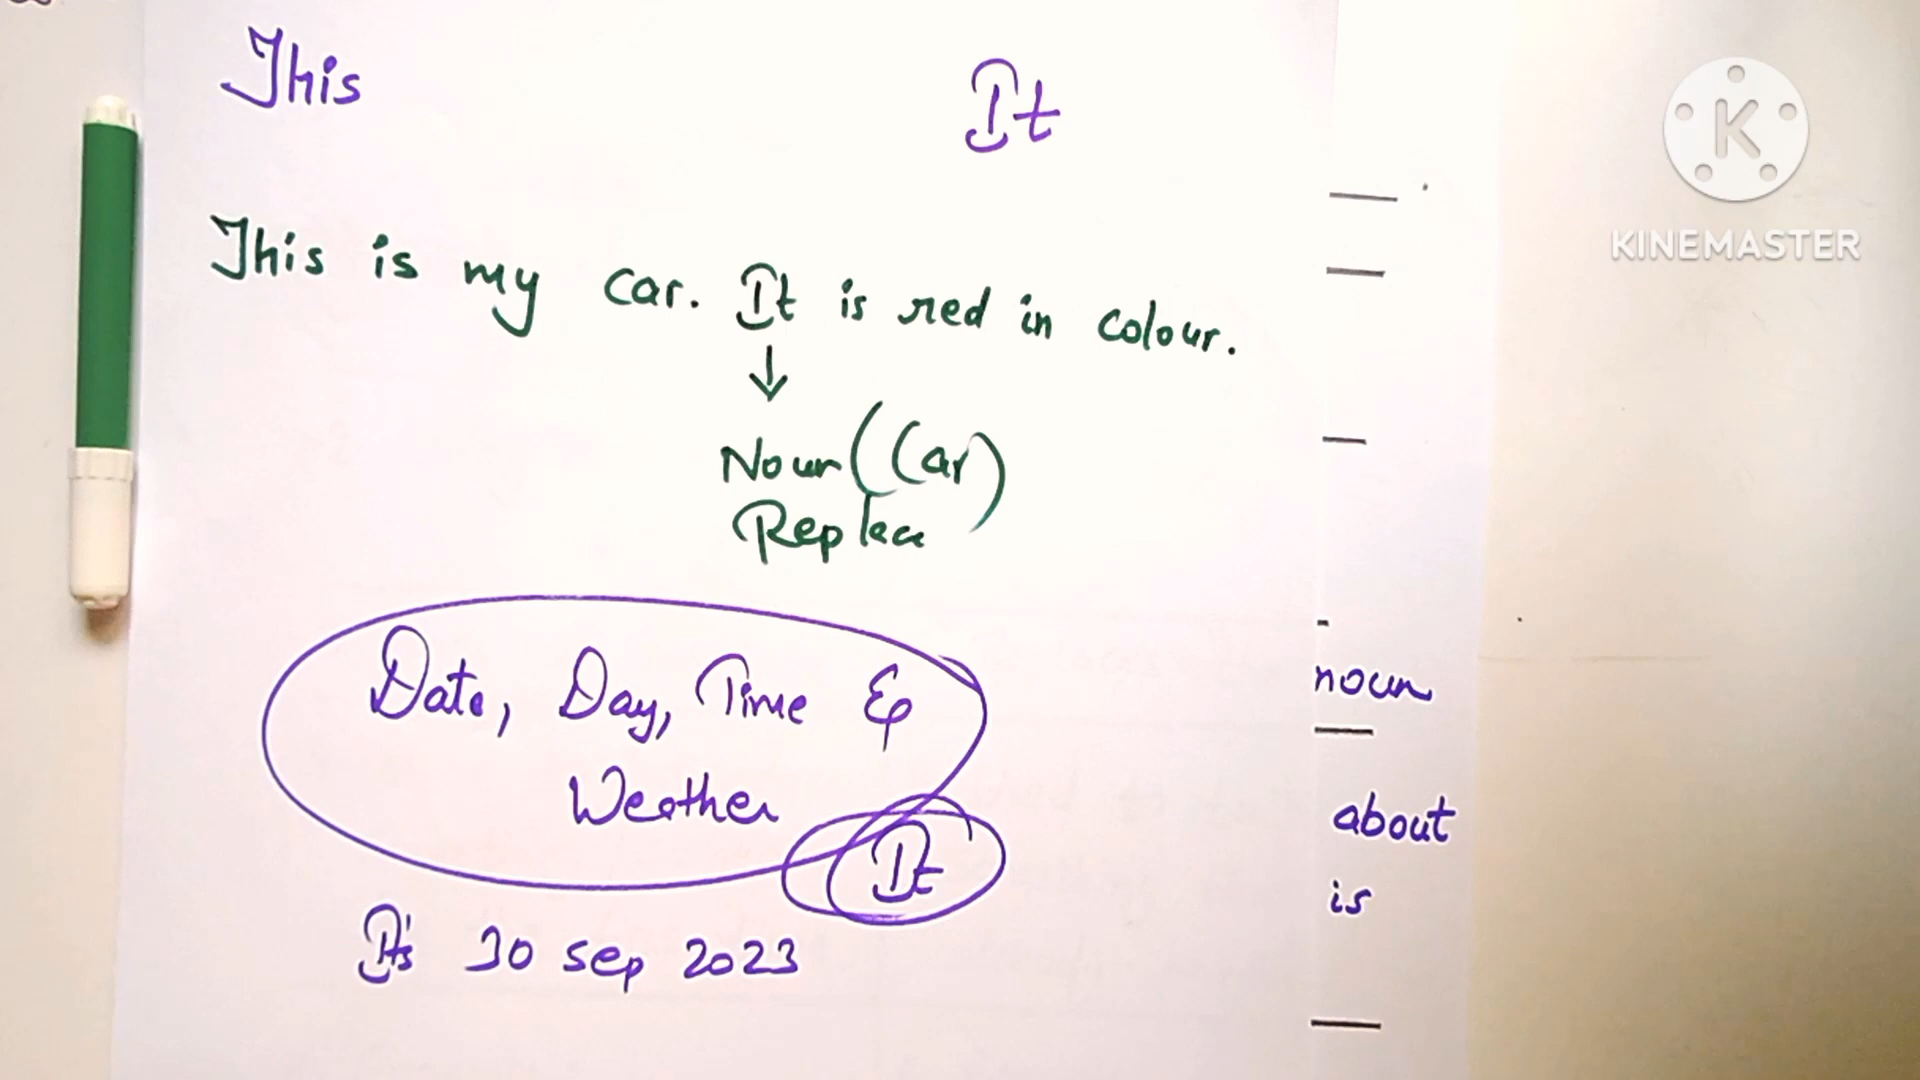 This It
This is my car. It is red in colour.
↓
Noun (Car)
Replace
Date, Day, Time &
Weather
It
It's 30 sep 2023
noun
about
is
K
KINEMASTER